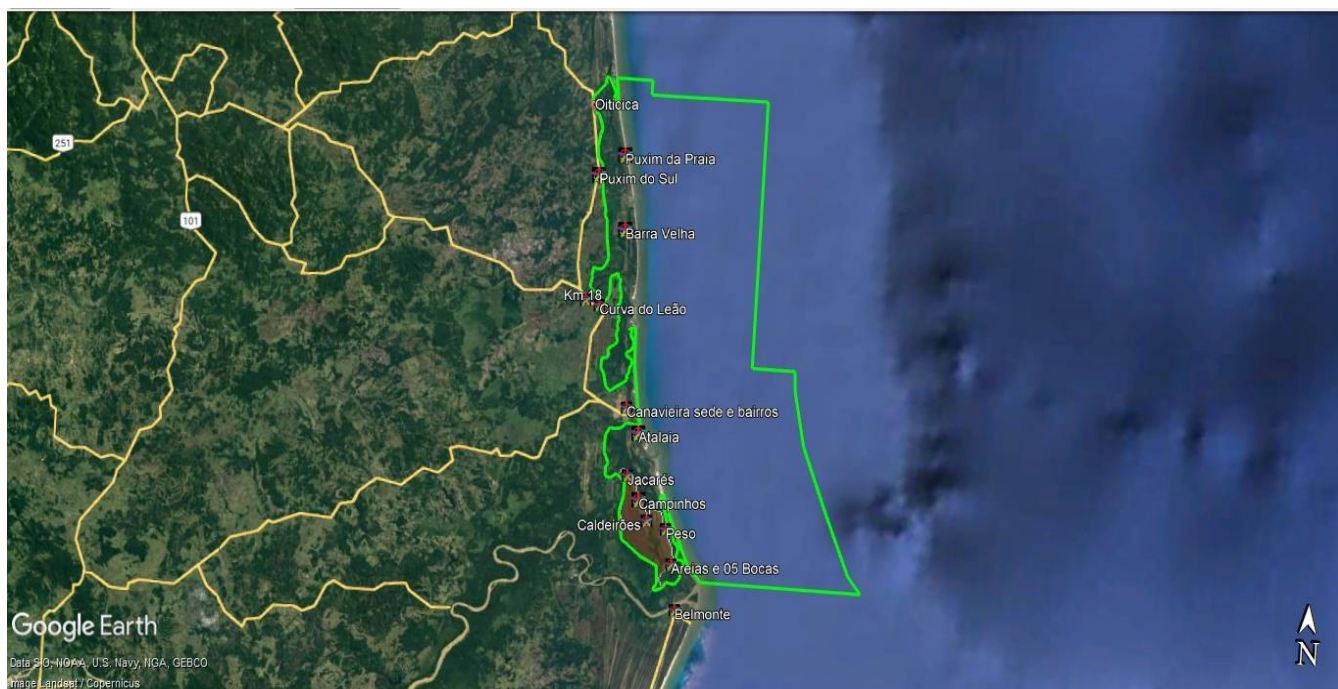 Oiticica
251
Puxim da Praia
Puxim do Sul
101
Barra Velha
Km 18
Curva do Leão
Canavieira sede e bairros
Atalaia
Jacarés
Campinhos
Caldeirões
Peso
Areias e 05 Bocas
Belmonte
Google Earth
Data SIO, NOAA, U.S. Navy, NGA, GEBCO
Image Landsat / Copernicus
N